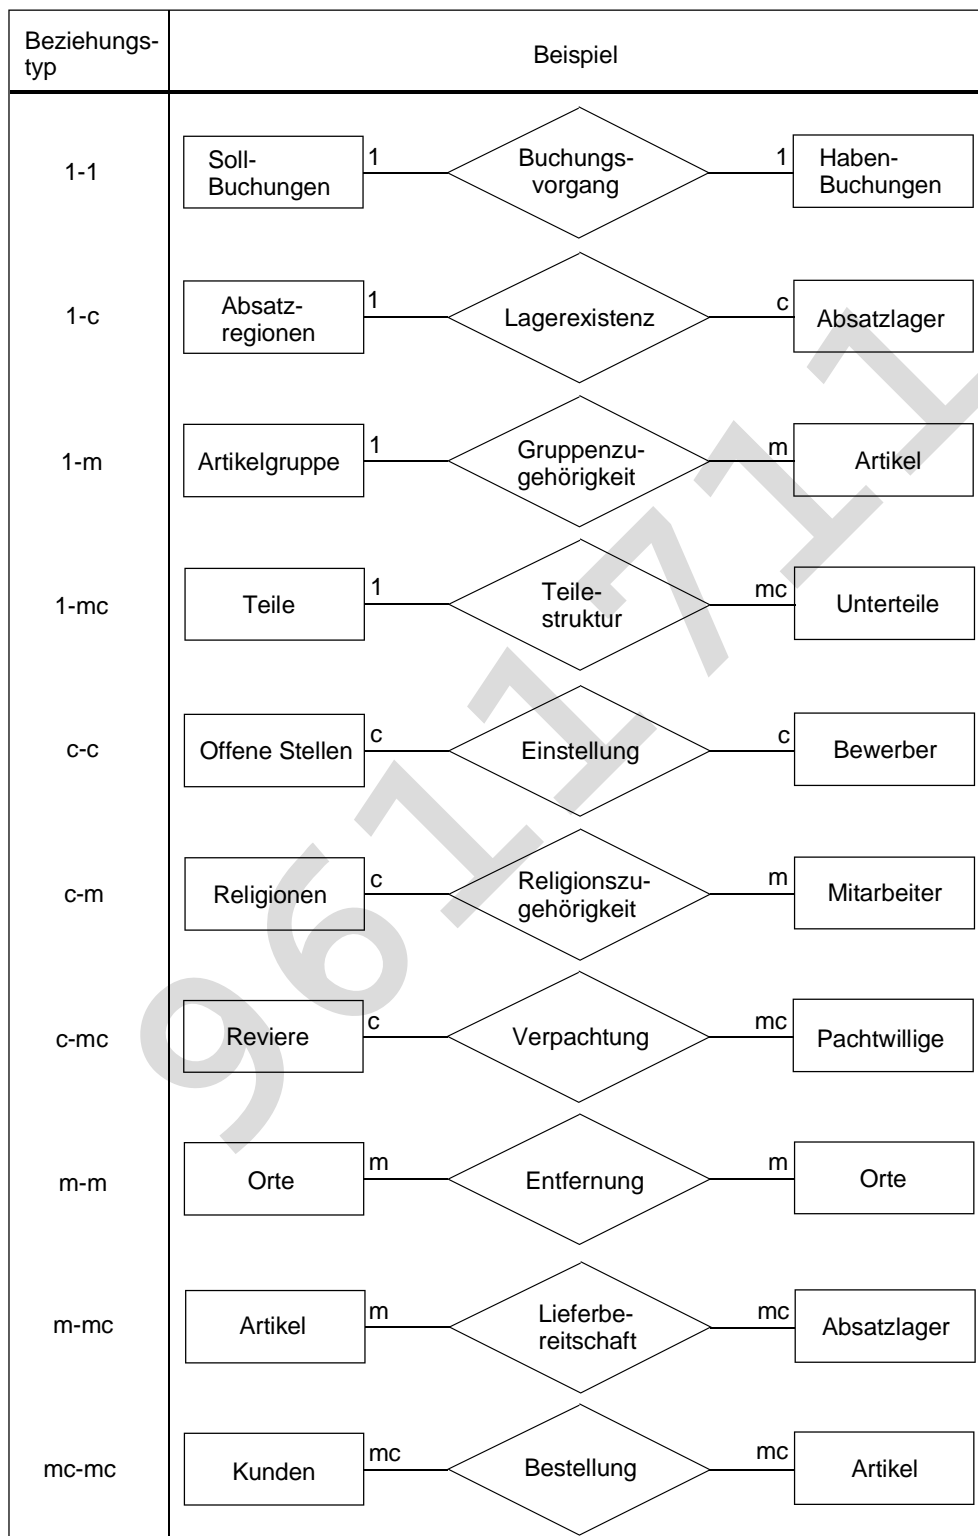 Beziehungs-
typ
Beispiel
1-1
Soll-
Buchungen
1
Buchungs-
vorgang
1
Haben-
Buchungen
1-c
Absatz-
regionen
1
Lagerexistenz
c
Absatzlager
1-m
Artikelgruppe
1
Gruppenzu-
gehörigkeit
m
Artikel
1-mc
Teile
1
Teile-
struktur
mc
Unterteile
c-c
Offene Stellen
c
Einstellung
c
Bewerber
c-m
Religionen
c
Religionszu-
gehörigkeit
m
Mitarbeiter
c-mc
Reviere
c
Verpachtung
mc
Pachtwillige
m-m
Orte
m
Entfernung
m
Orte
m-mc
Artikel
m
Lieferbe-
reitschaft
mc
Absatzlager
mc-mc
Kunden
mc
Bestellung
mc
Artikel
9611711